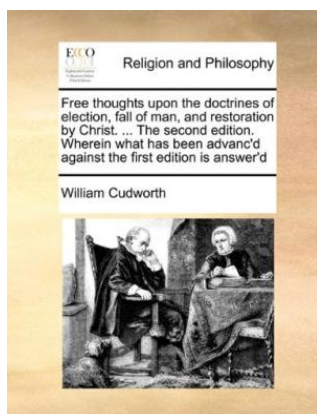 ECCO
Religion and Philosophy
Free thoughts upon the doctrines of
election, fall of man, and restoration
by Christ. ... The second edition.
Wherein what has been advanc'd
against the first edition is answer'd
William Cudworth